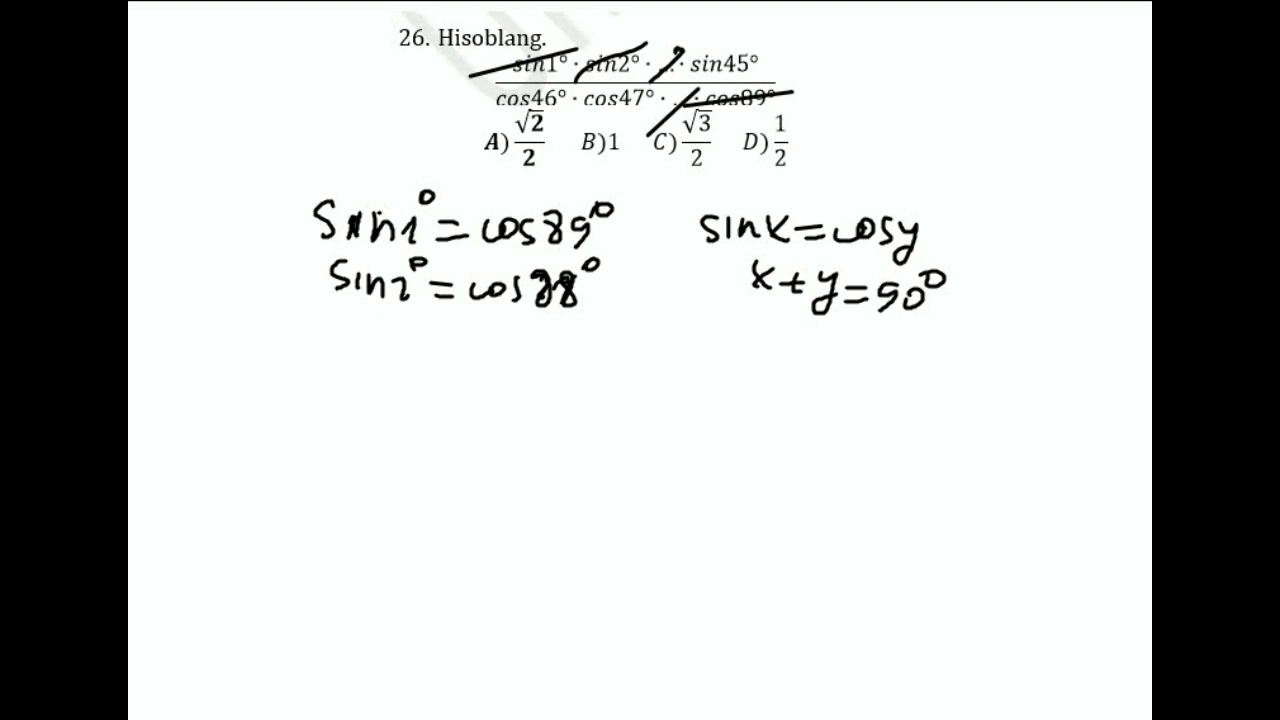 26. Hisoblang.
sin1° · sin2° · … · sin45°
cos46° · cos47° · … · cos89°
A) √2/2 B)1 C) √3/2 D) 1/2
sin1° = cos89° sinx = cosy
sin2° = cos88° x + y = 90°